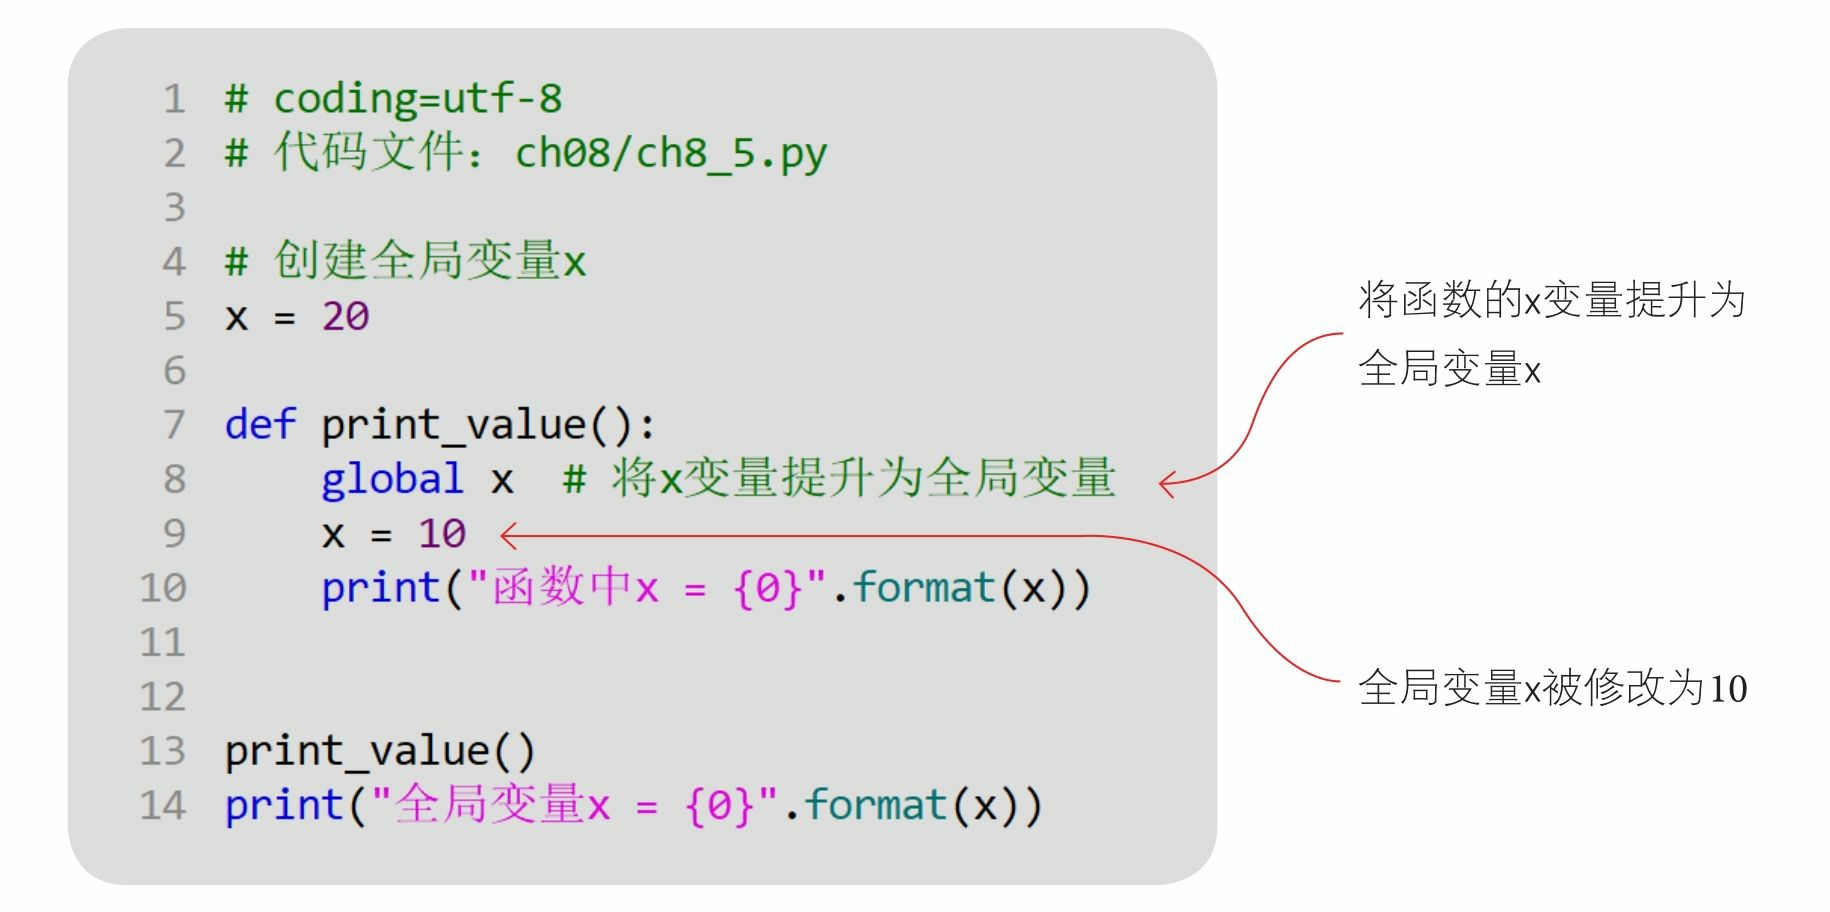 1 # coding=utf-8
2 # 代码文件：ch08/ch8_5.py
3
4 # 创建全局变量x
5 x = 20
6
7 def print_value():
8     global x  # 将x变量提升为全局变量
9     x = 10
10     print("函数中x = {0}".format(x))
11
12
13 print_value()
14 print("全局变量x = {0}".format(x))
将函数的x变量提升为
全局变量x
全局变量x被修改为10